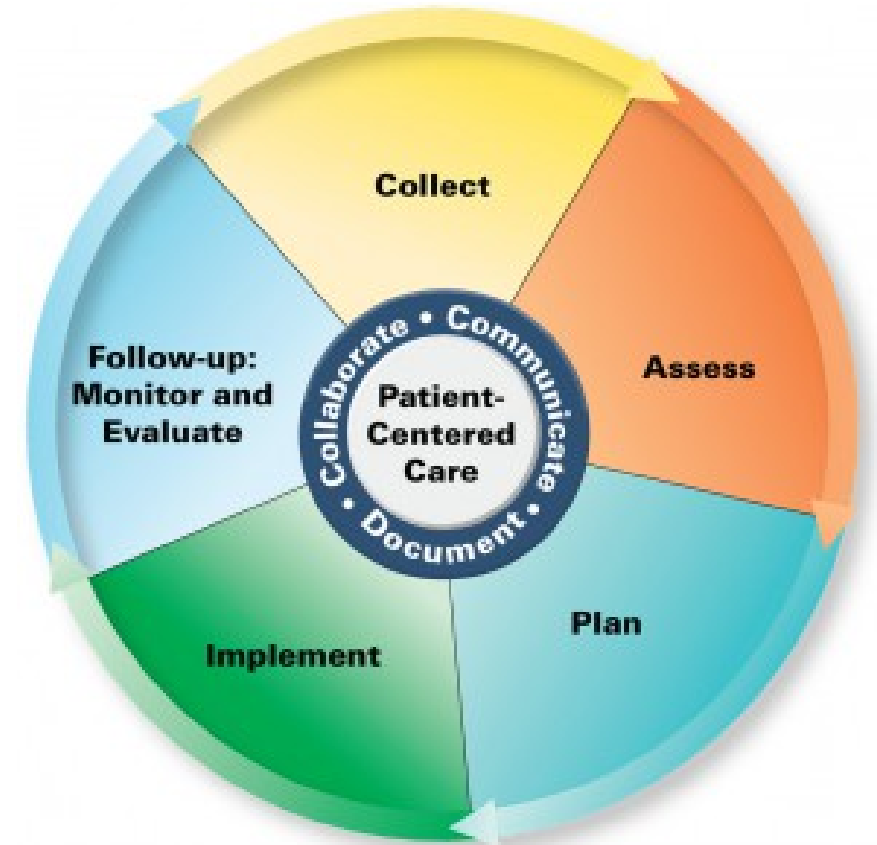 Collect
Assess
Plan
Implement
Follow-up:
Monitor and
Evaluate
Collaborate • Communicate • Document •
Patient-
Centered
Care